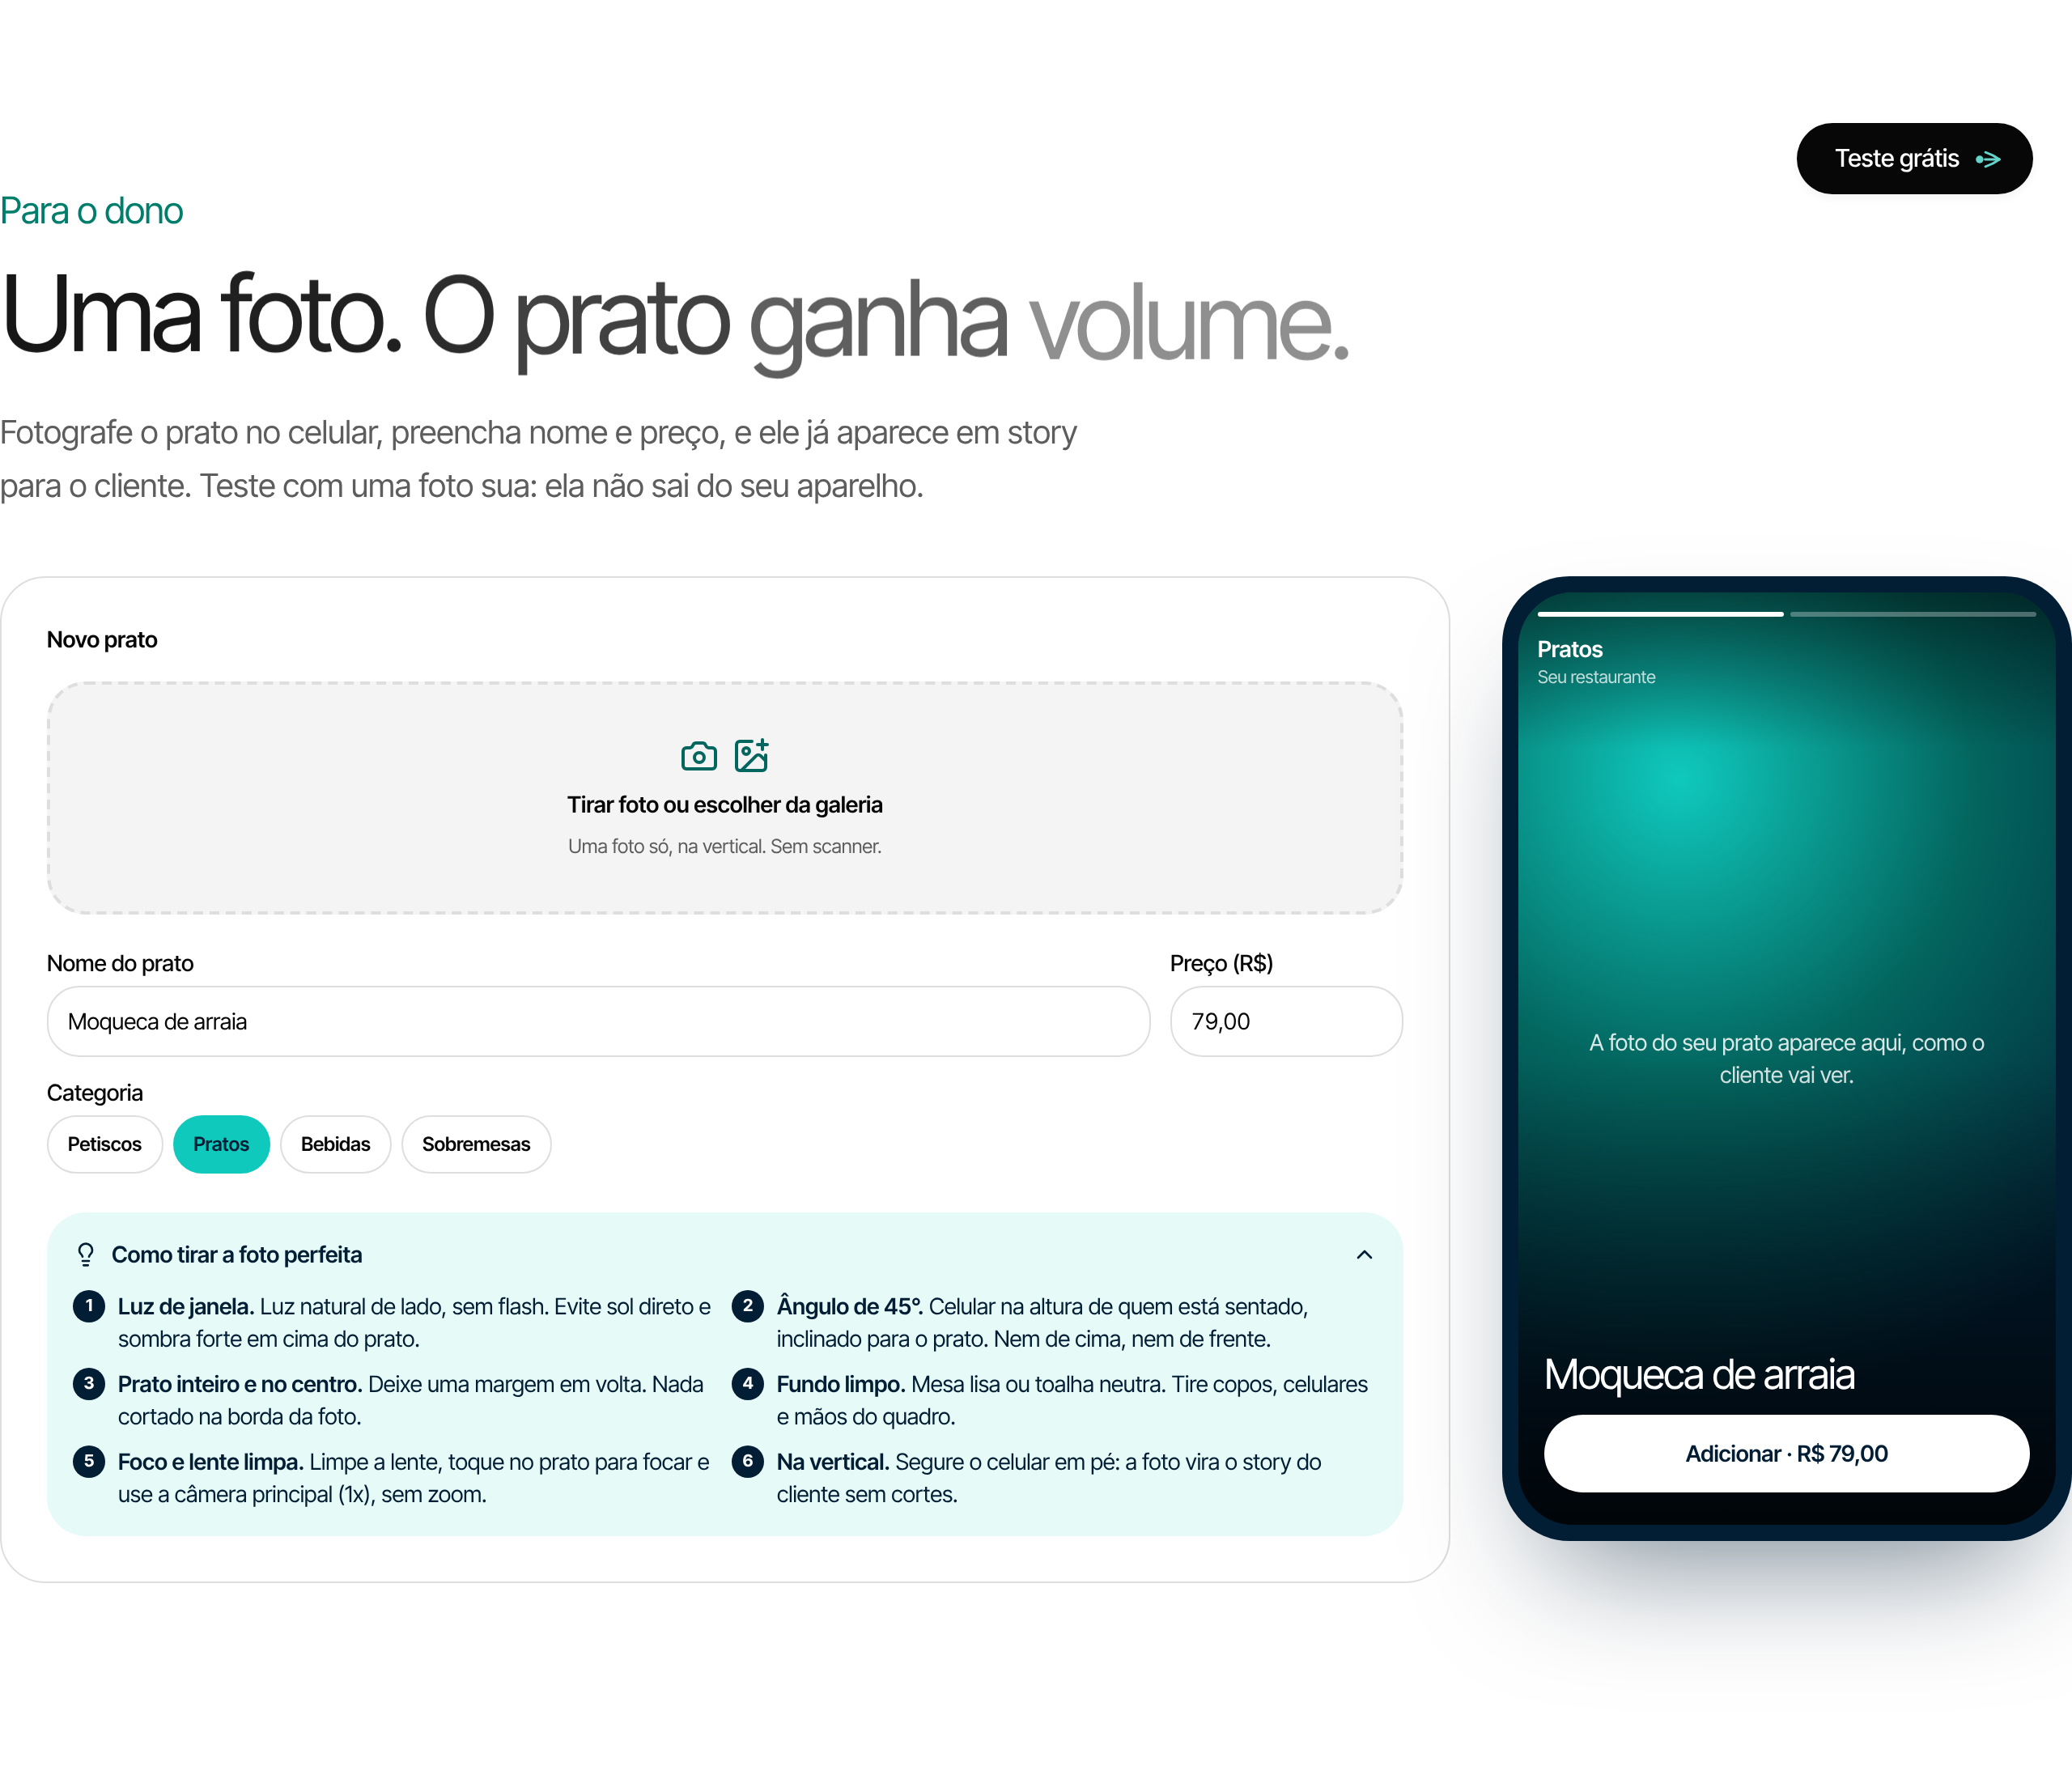 Teste grátis
Para o dono
Uma foto. O prato ganha volume.
Fotografe o prato no celular, preencha nome e preço, e ele já aparece em story
para o cliente. Teste com uma foto sua: ela não sai do seu aparelho.
Novo prato
Tirar foto ou escolher da galeria
Uma foto só, na vertical. Sem scanner.
Nome do prato
Preço (R$)
Moqueca de arraia
79,00
Categoria
Petiscos
Pratos
Bebidas
Sobremesas
Como tirar a foto perfeita
1 Luz de janela. Luz natural de lado, sem flash. Evite sol direto e
sombra forte em cima do prato.
2 Ângulo de 45°. Celular na altura de quem está sentado,
inclinado para o prato. Nem de cima, nem de frente.
3 Prato inteiro e no centro. Deixe uma margem em volta. Nada
cortado na borda da foto.
4 Fundo limpo. Mesa lisa ou toalha neutra. Tire copos, celulares
e mãos do quadro.
5 Foco e lente limpa. Limpe a lente, toque no prato para focar e
use a câmera principal (1x), sem zoom.
6 Na vertical. Segure o celular em pé: a foto vira o story do
cliente sem cortes.
Pratos
Seu restaurante
A foto do seu prato aparece aqui, como o
cliente vai ver.
Moqueca de arraia
Adicionar · R$ 79,00